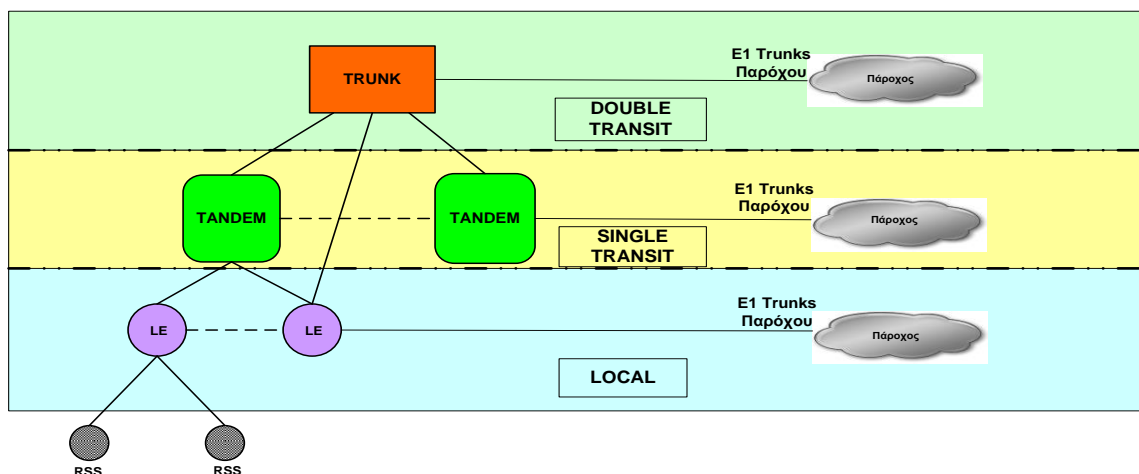 E1 Trunks
Παρόχου
TRUNK
Πάροχος
DOUBLE
TRANSIT
E1 Trunks
Παρόχου
TANDEM
TANDEM
Πάροχος
SINGLE
TRANSIT
E1 Trunks
Παρόχου
LE
LE
Πάροχος
LOCAL
RSS
RSS